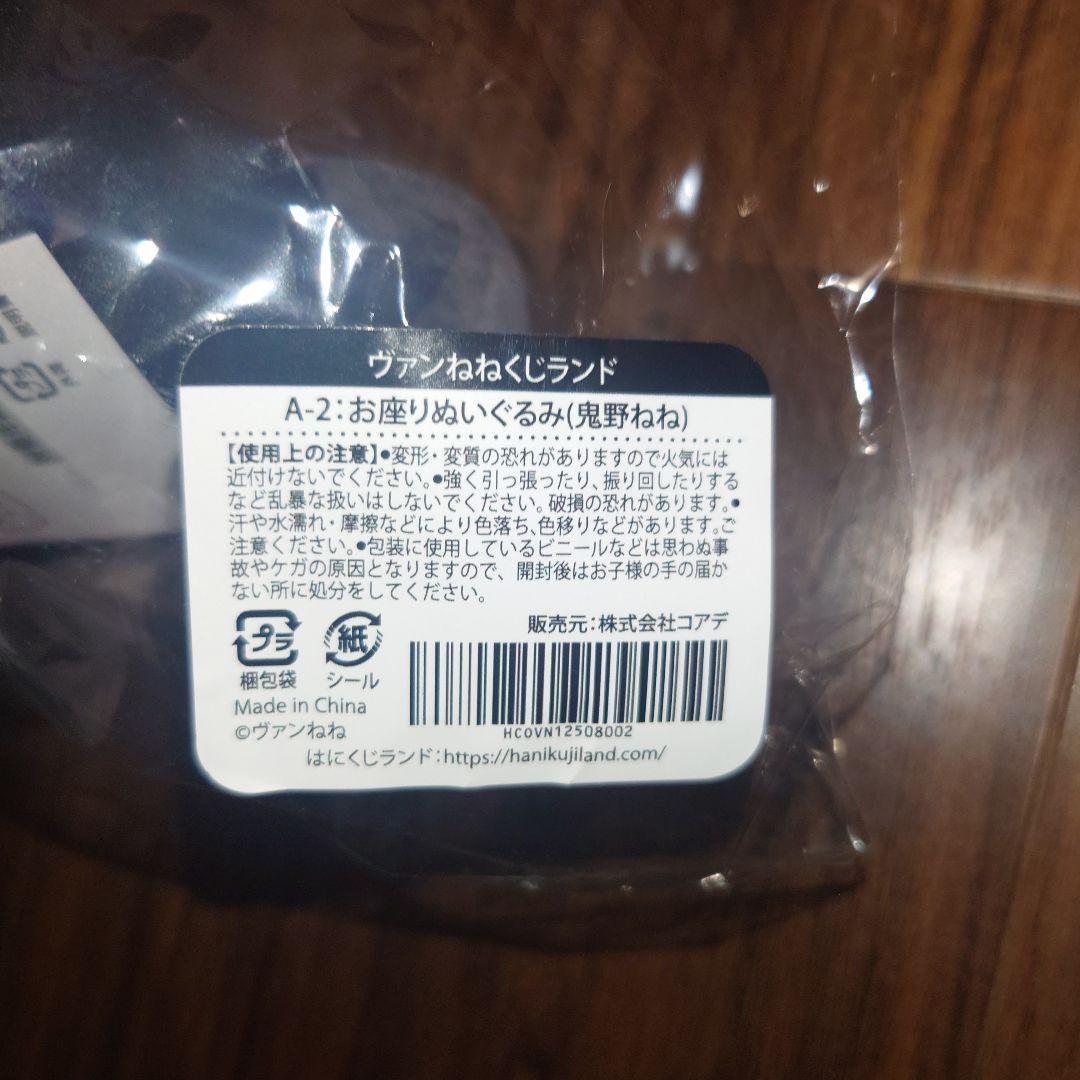 ヴァンねねくじランド
A-2:お座りぬいぐるみ(鬼野ねね)
【使用上の注意】●変形・変質の恐れがありますので火気には
近付けないでください。●強く引っ張ったり、振り回したりする
など乱暴な扱いはしないでください。破損の恐れがあります。●
汗や水濡れ・摩擦などにより色落ち、色移りなどがあります。ご
注意ください。●包装に使用しているビニールなどは思わぬ事
故やケガの原因となりますので、開封後はお子様の手の届か
ない所に処分をしてください。
販売元:株式会社コアデ
プラ
紙
梱包袋
シール
Made in China
©ヴァンねね
HCOVN12508002
はにくじランド:https://hanikujiland.com/